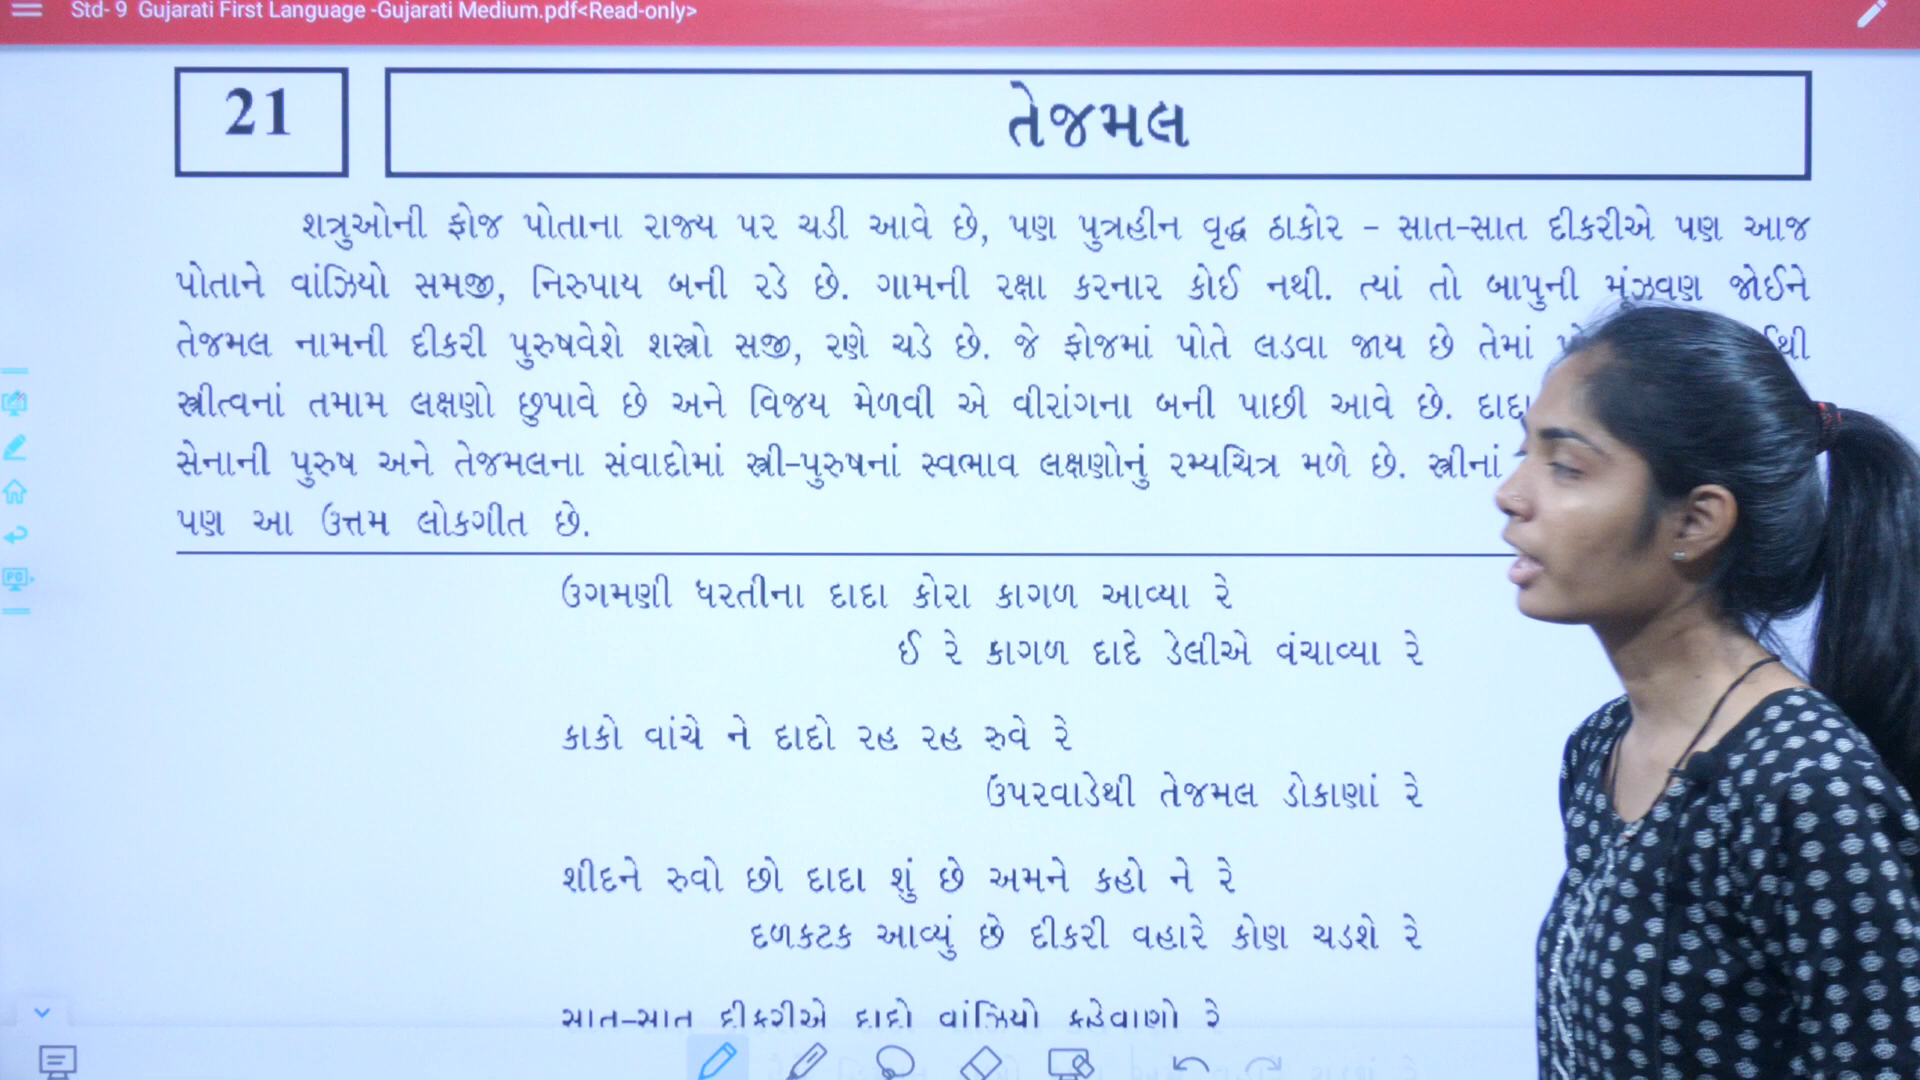 Std- 9 Gujarati First Language -Gujarati Medium.pdf<Read-only>
21
તેજમલ
શત્રુઓની ફોજ પોતાના રાજ્ય પર ચડી આવે છે, પણ પુત્રહીન વૃદ્ધ ઠાકોર – સાત-સાત દીકરીએ પણ આજ
પોતાને વાંઝિયો સમજી, નિરુપાય બની રડે છે. ગામની રક્ષા કરનાર કોઈ નથી. ત્યાં તો બાપુની મૂંઝવણ જોઈને
તેજમલ નામની દીકરી પુરુષવેશે શસ્ત્રો સજી, રણે ચડે છે. જે ફોજમાં પોતે લડવા જાય છે તેમાં
સ્ત્રીત્વનાં તમામ લક્ષણો છુપાવે છે અને વિજય મેળવી એ વીરાંગના બની પાછી આવે છે. દાદા
સેનાની પુરુષ અને તેજમલના સંવાદોમાં સ્ત્રી-પુરુષનાં સ્વભાવ લક્ષણોનું રમ્યચિત્ર મળે છે. સ્ત્રીનાં
પણ આ ઉત્તમ લોકગીત છે.
ઉગમણી ધરતીના દાદા કોરા કાગળ આવ્યા રે
ઈ રે કાગળ દાદે ડેલીએ વંચાવ્યા રે
કાકો વાંચે ને દાદો રહ રહ રુવે રે
ઉપરવાડેથી તેજમલ ડોકાણાં રે
શીદને રુવો છો દાદા શું છે અમને કહો ને રે
દળકટક આવ્યું છે દીકરી વહારે કોણ ચડશે રે
સાત-સાત દીકરીએ દાદો વાંઝિયો કહેવાણો રે